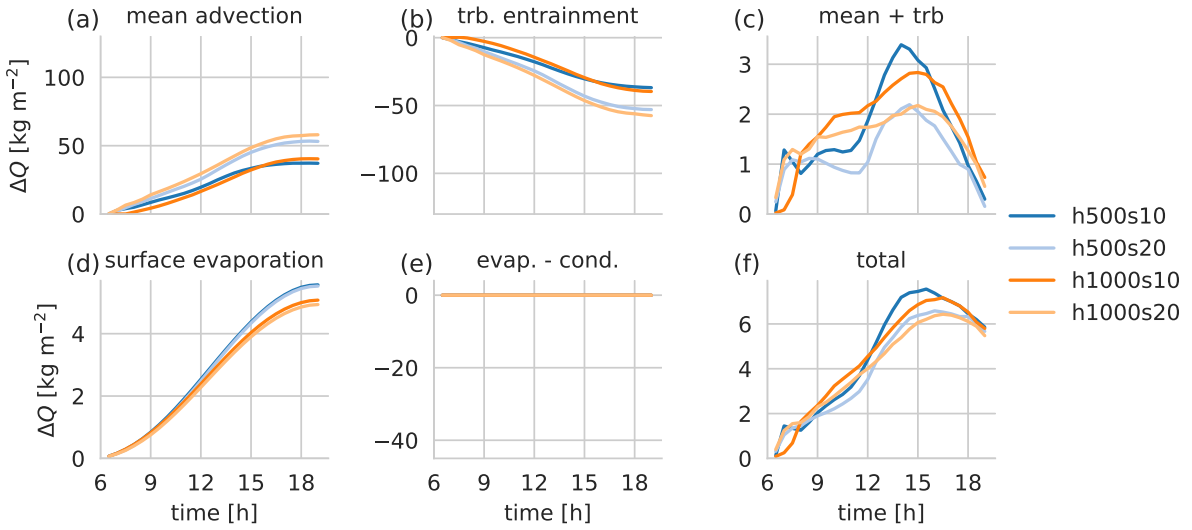 (a) mean advection
(b) trb. entrainment
(c) mean + trb
ΔQ [kg m⁻²]
100
50
0
0
−50
−100
3
2
1
0
(d) surface evaporation
(e) evap. - cond.
(f) total
ΔQ [kg m⁻²]
4
2
0
0
−20
−40
6
4
2
0
6 9 12 15 18
6 9 12 15 18
6 9 12 15 18
time [h]
time [h]
time [h]
h500s10
h500s20
h1000s10
h1000s20